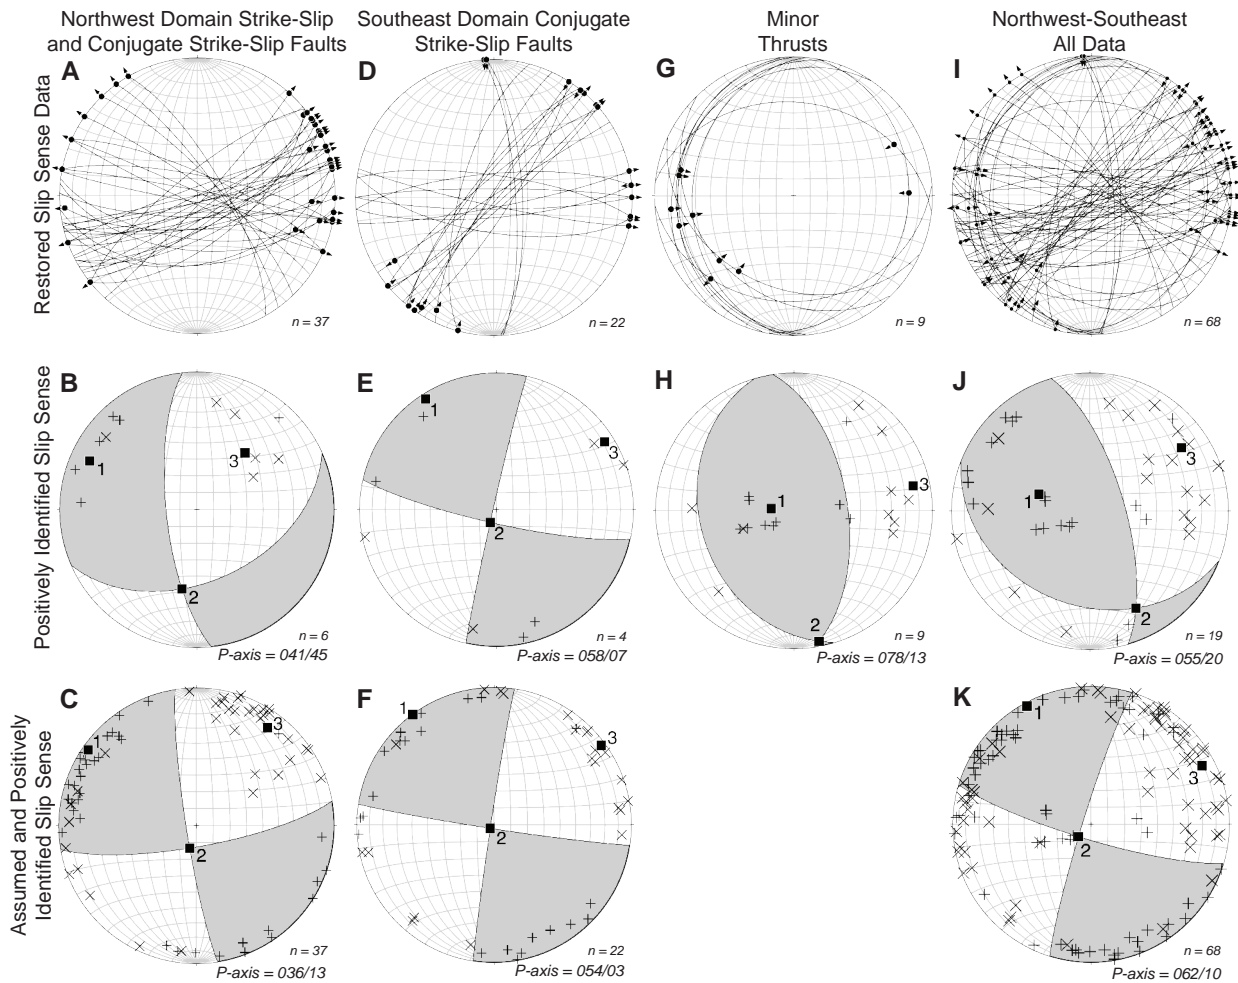 Northwest Domain Strike-Slip
and Conjugate Strike-Slip Faults
Southeast Domain Conjugate
Strike-Slip Faults
Minor
Thrusts
Northwest-Southeast
All Data
Restored Slip Sense Data
A
n = 37
D
n = 22
G
n = 9
I
n = 68
Positively Identified Slip Sense
B
1
3
2
n = 6
P-axis = 041/45
E
1
3
2
n = 4
P-axis = 058/07
H
1
3
2
n = 9
P-axis = 078/13
J
1
3
2
n = 19
P-axis = 055/20
Assumed and Positively
Identified Slip Sense
C
1
3
2
n = 37
P-axis = 036/13
F
1
3
2
n = 22
P-axis = 054/03
K
1
3
2
n = 68
P-axis = 062/10